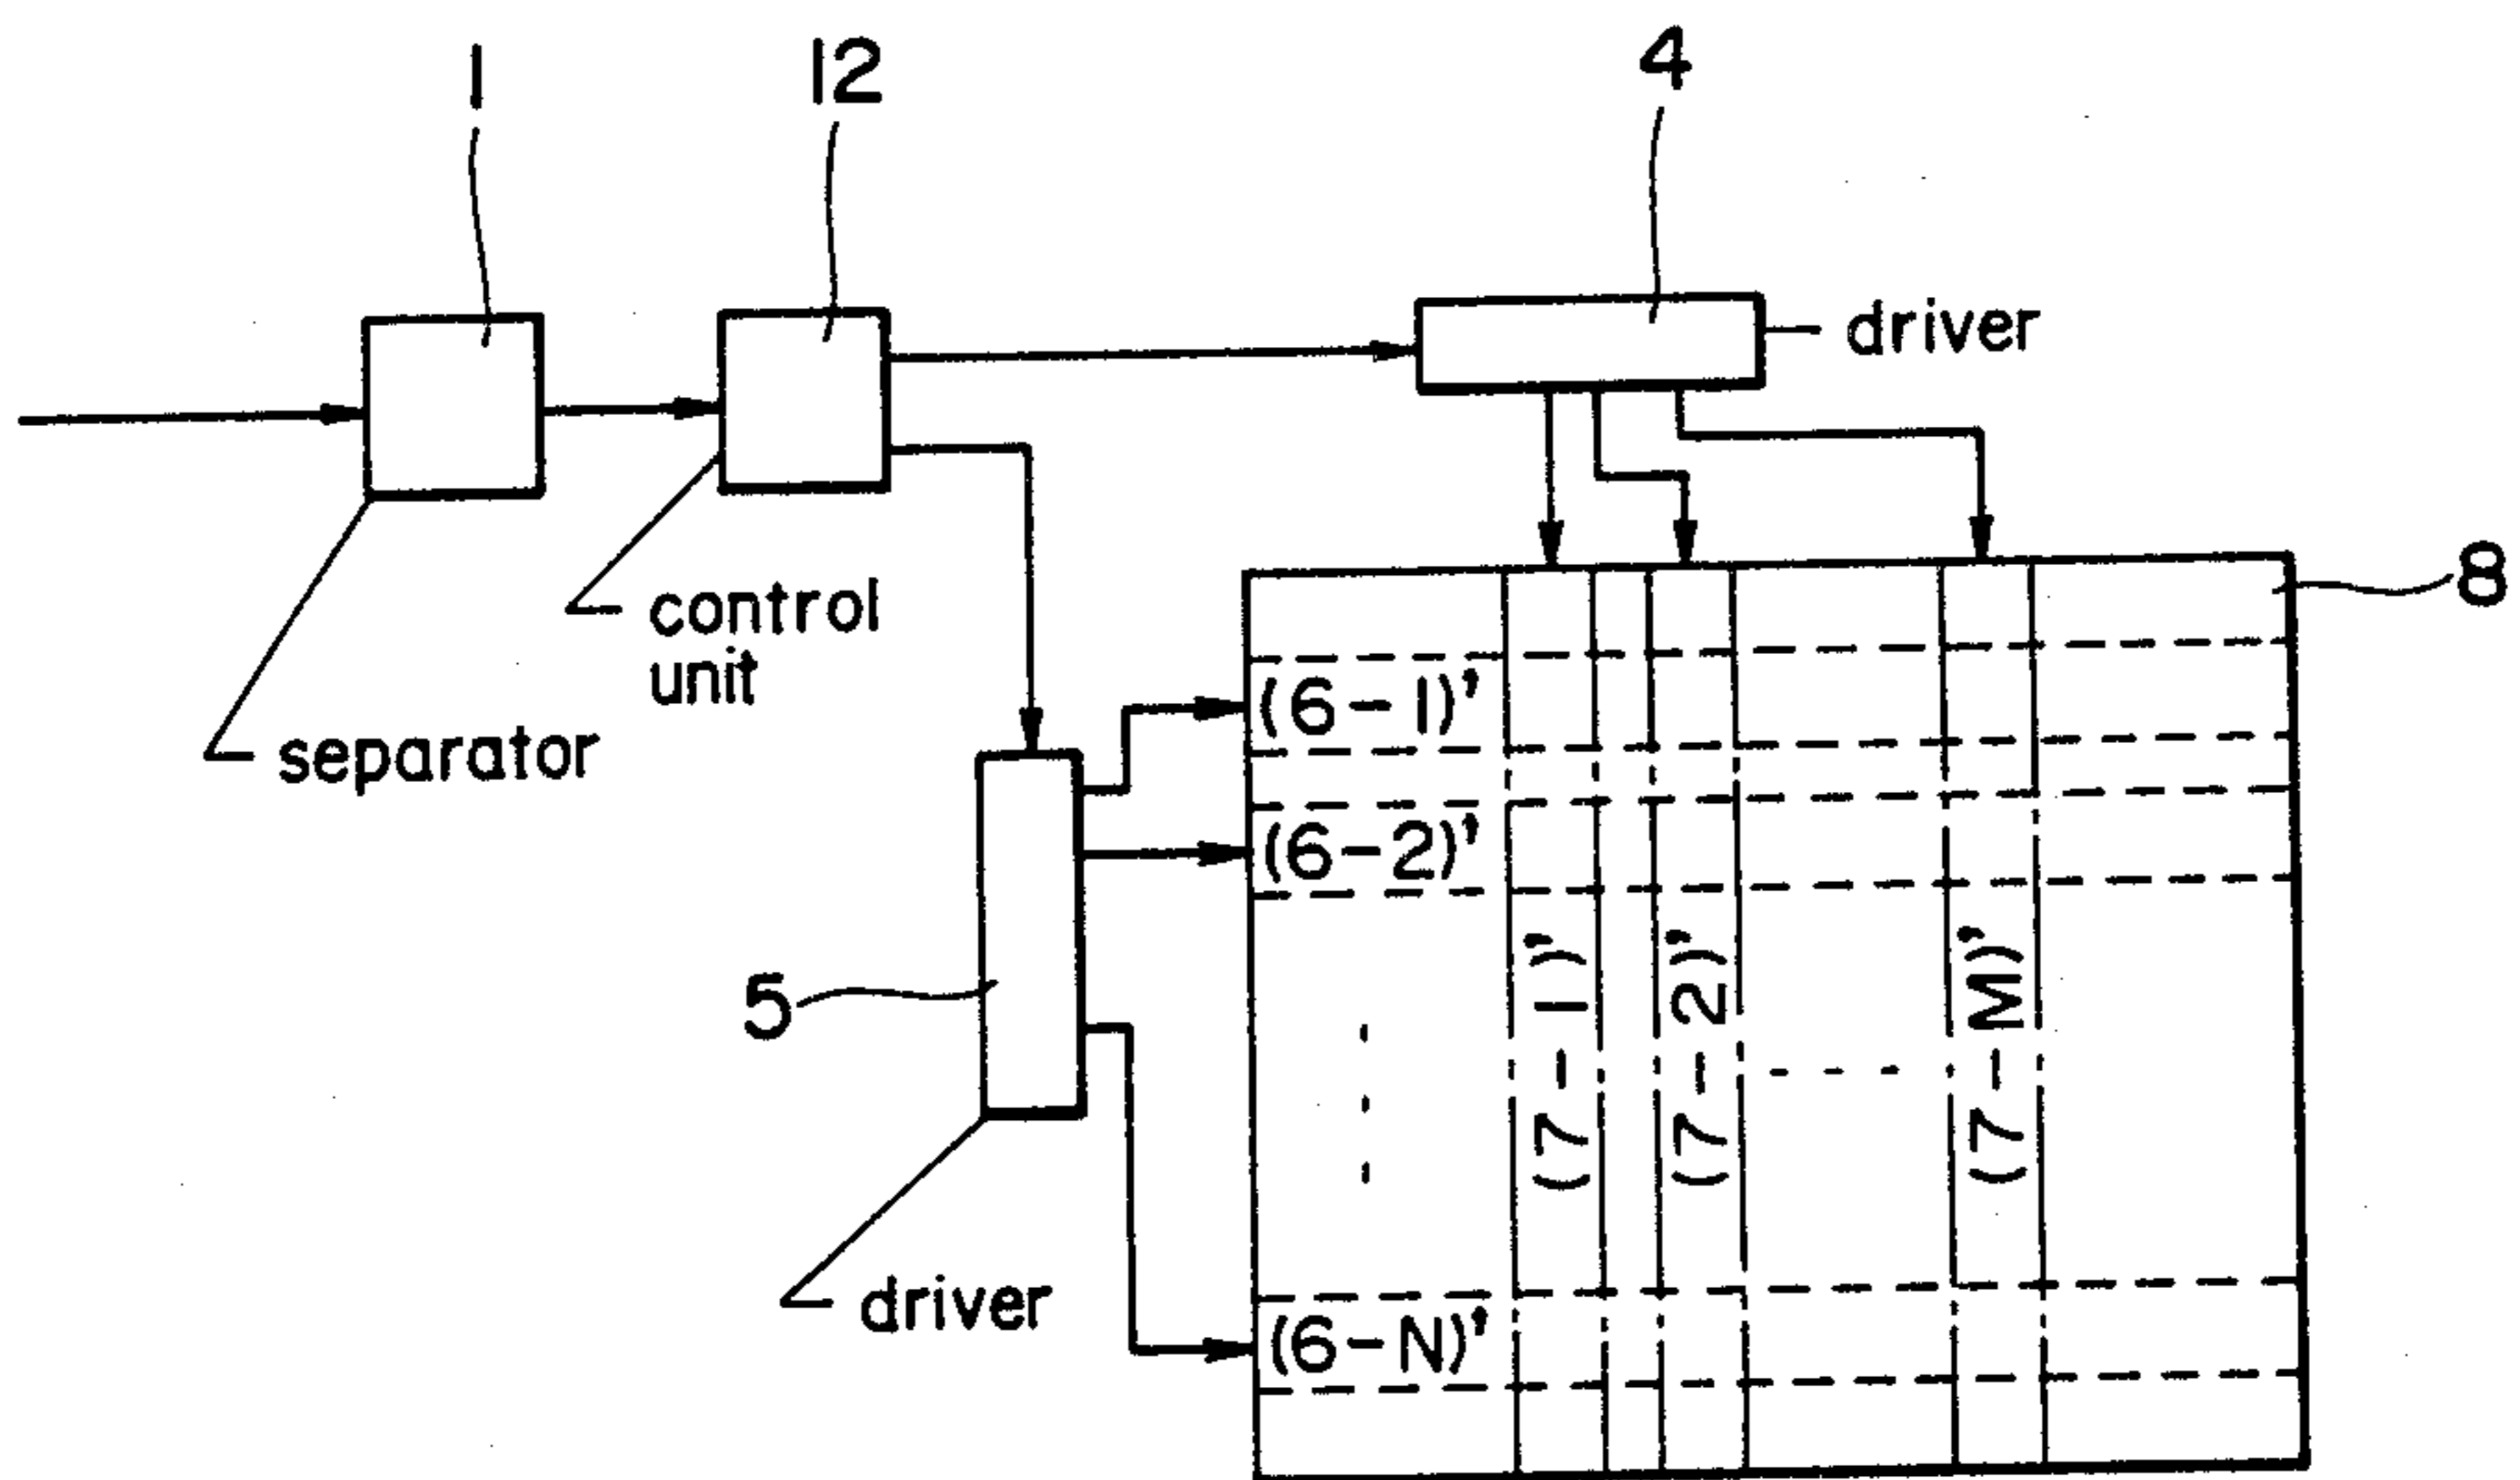 1
12
4
driver
8
control
unit
separator
(6-1)'
(6-2)'
5
(7-1)'
(7-2)'
(7-M)'
driver
(6-N)'